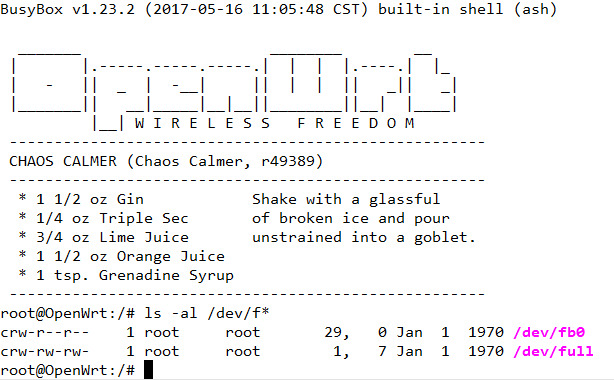 BusyBox v1.23.2 (2017-05-16 11:05:48 CST) built-in shell (ash)
OpenWrt
W I R E L E S S   F R E E D O M
-----------------------------------------------------
CHAOS CALMER (Chaos Calmer, r49389)
-----------------------------------------------------
* 1 1/2 oz Gin            Shake with a glassful
* 1/4 oz Triple Sec       of broken ice and pour
* 3/4 oz Lime Juice       unstrained into a goblet.
* 1 1/2 oz Orange Juice
* 1 tsp. Grenadine Syrup
-----------------------------------------------------
root@OpenWrt:/# ls -al /dev/f*
crw-r--r--    1 root     root       29,   0 Jan  1  1970 /dev/fb0
crw-rw-rw-    1 root     root        1,   7 Jan  1  1970 /dev/full
root@OpenWrt:/#